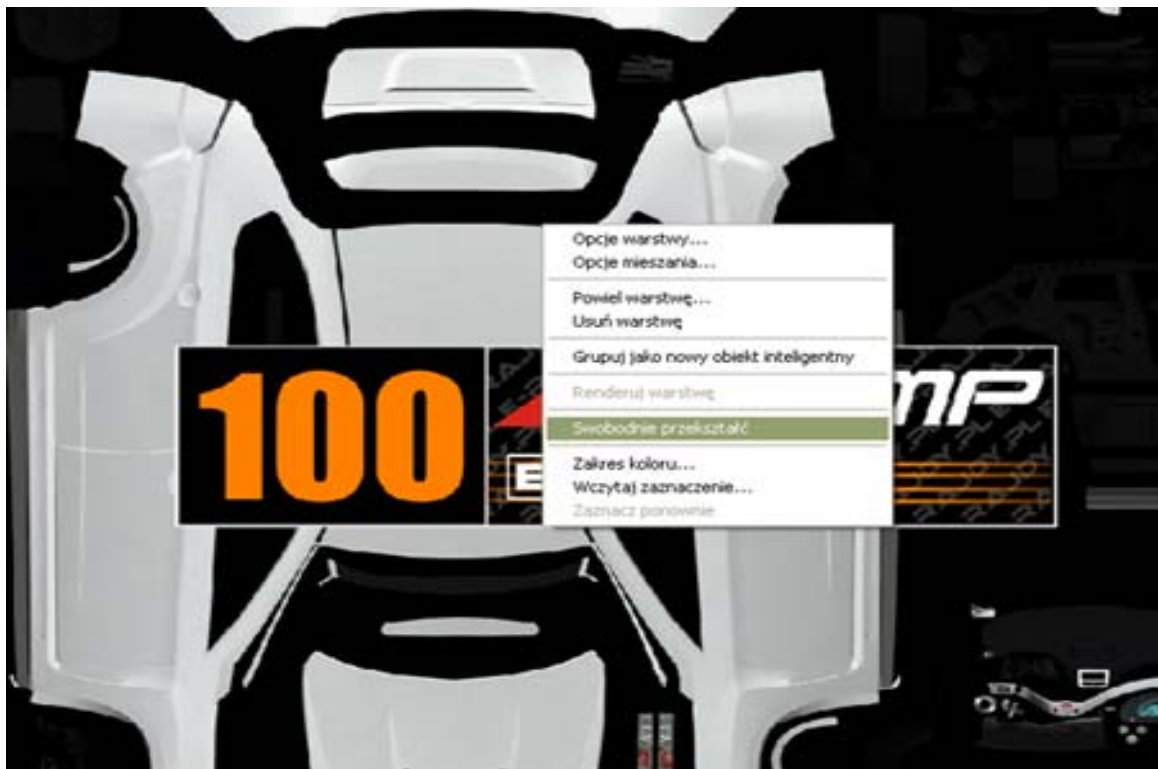 Opcje warstwy...
Opcje mieszania...
Powiel warstwę...
Usuń warstwę
Grupuj jako nowy obiekt inteligentny
Renderuj warstwę
Swobodnie przekształć
Zakres koloru...
Wczytaj zaznaczenie...
Zaznacz ponownie
100
MP
E